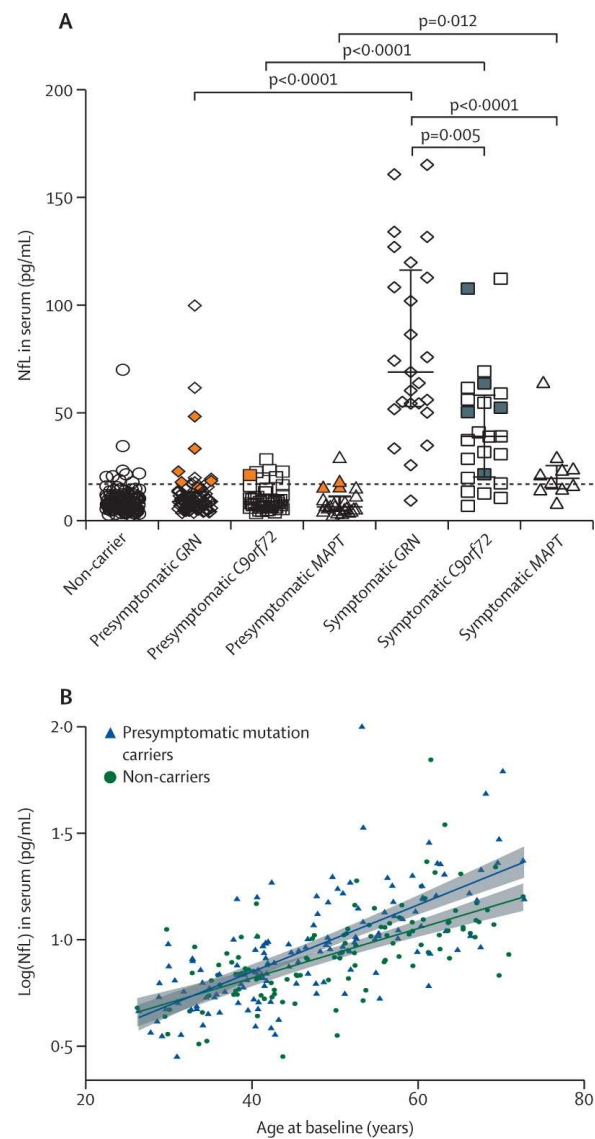 A
p=0·012
p<0·0001
p<0·0001
p<0·0001
p=0·005
200
150
100
50
0
NfL in serum (pg/mL)
Non-carrier
Presymptomatic GRN
Presymptomatic C9orf72
Presymptomatic MAPT
Symptomatic GRN
Symptomatic C9orf72
Symptomatic MAPT
B
2·0
1·5
1·0
0·5
Log(NfL) in serum (pg/mL)
Presymptomatic mutation
carriers
Non-carriers
20
40
60
80
Age at baseline (years)